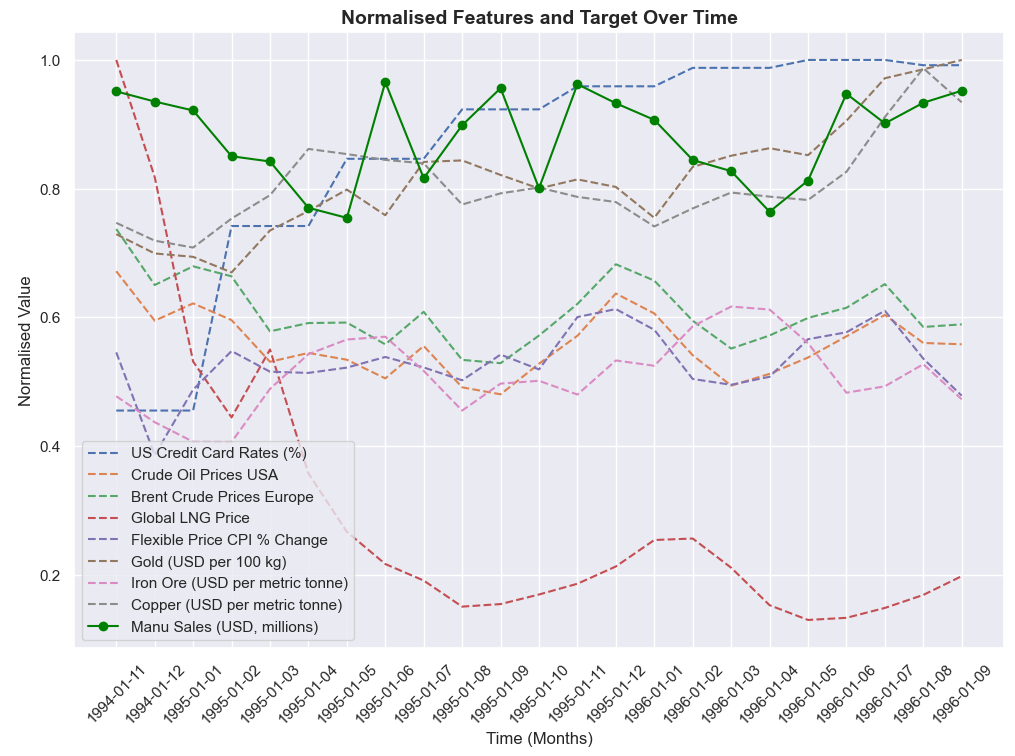 Normalised Features and Target Over Time
Normalised Value
1.0
0.8
0.6
0.4
0.2
US Credit Card Rates (%)
Crude Oil Prices USA
Brent Crude Prices Europe
Global LNG Price
Flexible Price CPI % Change
Gold (USD per 100 kg)
Iron Ore (USD per metric tonne)
Copper (USD per metric tonne)
Manu Sales (USD, millions)
1994-01-11
1994-01-12
1995-01-01
1995-01-02
1995-01-03
1995-01-04
1995-01-05
1995-01-06
1995-01-07
1995-01-08
1995-01-09
1995-01-10
1995-01-11
1995-01-12
1996-01-01
1996-01-02
1996-01-03
1996-01-04
1996-01-05
1996-01-06
1996-01-07
1996-01-08
1996-01-09
Time (Months)